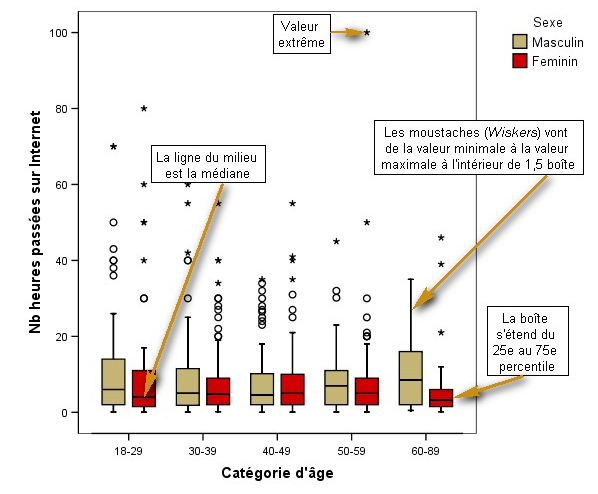 Valeur
extrême
Sexe
Masculin
Feminin
100
80
60
40
20
0
Nb heures passées sur Internet
La ligne du milieu
est la médiane
Les moustaches (Wiskers) vont
de la valeur minimale à la valeur
maximale à l'intérieur de 1,5 boîte
La boîte
s'étend du
25e au 75e
percentile
18-29
30-39
40-49
50-59
60-89
Catégorie d'âge